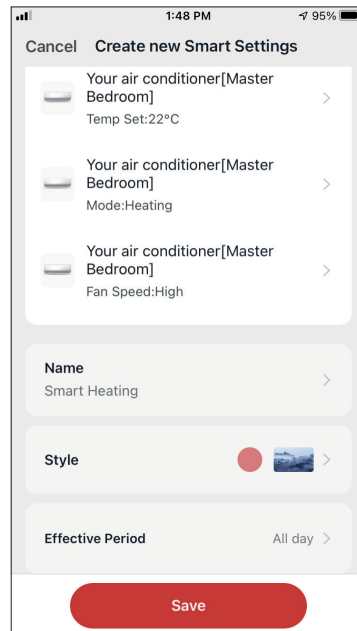 1:48 PM
95%
Cancel
Create new Smart Settings
Your air conditioner[Master
Bedroom]
Temp Set:22°C
Your air conditioner[Master
Bedroom]
Mode:Heating
Your air conditioner[Master
Bedroom]
Fan Speed:High
Name
Smart Heating
Style
Effective Period
All day
Save